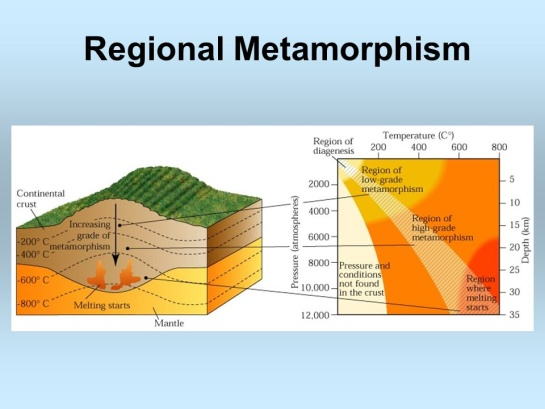 Regional Metamorphism
Continental
crust
Increasing
grade of
metamorphism
-200° C
-400° C
-600° C
-800° C
Melting starts
Mantle
Temperature (C°)
200 400 600 800
Region of
diagenesis
Region of
low-grade
metamorphism
Region of
high-grade
metamorphism
Pressure and
conditions
not found
in the crust
Region
where
melting
starts
Pressure (atmospheres)
2000
4000
6000
8000
10,000
12,000
Depth (km)
5
10
15
20
25
30
35